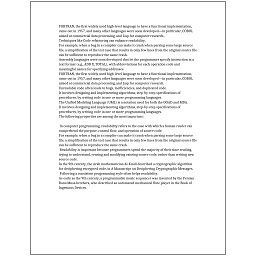 FORTRAN, the first widely used high-level language to have a functional implementation,
came out in 1957, and many other languages were soon developed—in particular, COBOL
aimed at commercial data processing, and Lisp for computer research.
Techniques like Code refactoring can enhance readability.
For example, when a bug in a compiler can make it crash when parsing some large source
file, a simplification of the test case that results in only few lines from the original source file
can be sufficient to reproduce the same crash.
Assembly languages were soon developed that let the programmer specify instruction in a
text format (e.g., ADD X, TOTAL), with abbreviations for each operation code and
meaningful names for specifying addresses.
FORTRAN, the first widely used high-level language to have a functional implementation,
came out in 1957, and many other languages were soon developed—in particular, COBOL
aimed at commercial data processing, and Lisp for computer research.
Unreadable code often leads to bugs, inefficiencies, and duplicated code.
It involves designing and implementing algorithms, step-by-step specifications of
procedures, by writing code in one or more programming languages.
The Unified Modeling Language (UML) is a notation used for both the OOAD and MDA.
It involves designing and implementing algorithms, step-by-step specifications of
procedures, by writing code in one or more programming languages.
The following properties are among the most important:

In computer programming, readability refers to the ease with which a human reader can
comprehend the purpose, control flow, and operation of source code.
For example, when a bug in a compiler can make it crash when parsing some large source
file, a simplification of the test case that results in only few lines from the original source file
can be sufficient to reproduce the same crash.
Readability is important because programmers spend the majority of their time reading,
trying to understand, reusing and modifying existing source code, rather than writing new
source code.
In the 9th century, the Arab mathematician Al-Kindi described a cryptographic algorithm
for deciphering encrypted code, in A Manuscript on Deciphering Cryptographic Messages.
Following a consistent programming style often helps readability.
As early as the 9th century, a programmable music sequencer was invented by the Persian
Banu Musa brothers, who described an automated mechanical flute player in the Book of
Ingenious Devices.